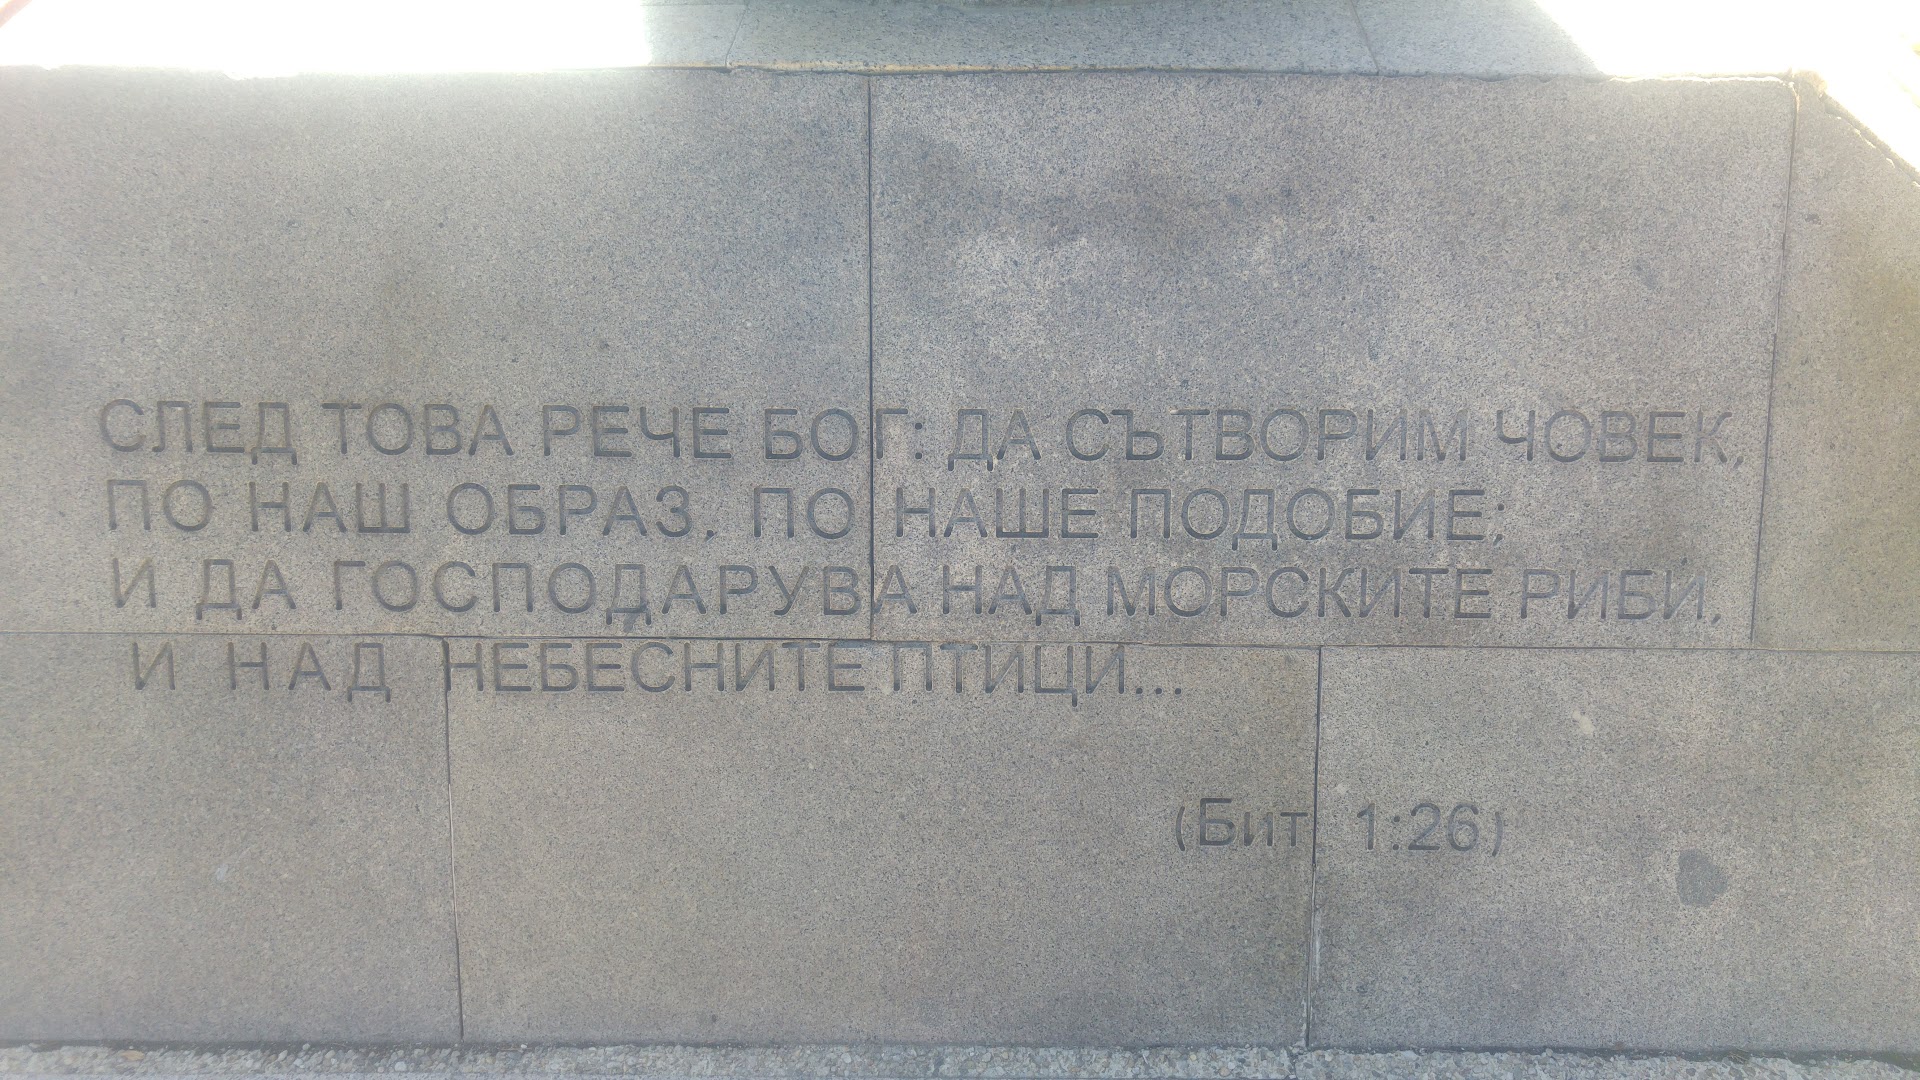 СЛЕД ТОВА РЕЧЕ БОГ: ДА СЪТВОРИМ ЧОВЕК,
ПО НАШ ОБРАЗ, ПО НАШЕ ПОДОБИЕ;
И ДА ГОСПОДАРУВА НАД МОРСКИТЕ РИБИ,
И НАД НЕБЕСНИТЕ ПТИЦИ...
(Бит 1:26)